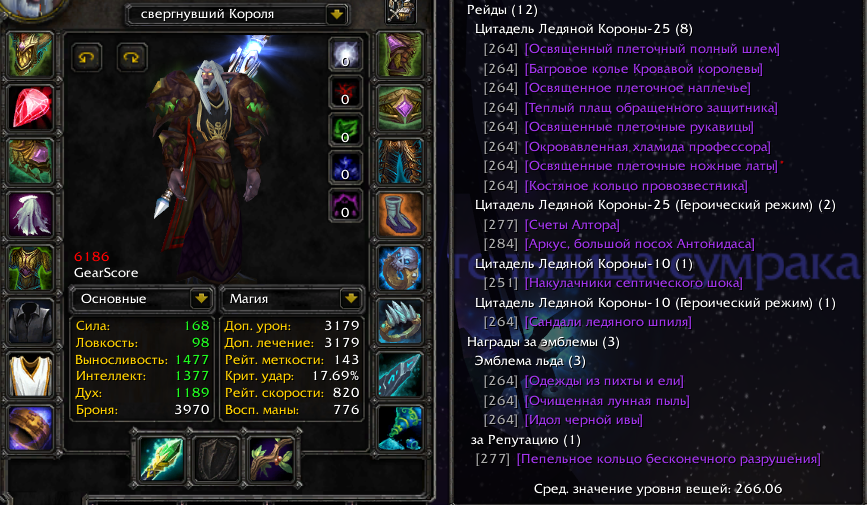 свергнувший Короля
0
0
0
0
0
6186
GearScore
Основные
Магия
Сила: 168
Ловкость: 98
Выносливость: 1477
Интеллект: 1377
Дух: 1189
Броня: 3970
Доп. урон: 3179
Доп. лечение: 3179
Рейт. меткости: 143
Крит. удар: 17.69%
Рейт. скорости: 820
Восп. маны: 776
Рейды (12)
Цитадель Ледяной Короны-25 (8)
[264] [Освященный плеточный полный шлем]
[264] [Багровое колье Кровавой королевы]
[264] [Освященное плеточное наплечье]
[264] [Теплый плащ обращенного защитника]
[264] [Освященные плеточные рукавицы]
[264] [Окровавленная хламида профессора]
[264] [Освященные плеточные ножные латы]
[264] [Костяное кольцо провозвестника]
Цитадель Ледяной Короны-25 (Героический режим) (2)
[277] [Счеты Алтора]
[284] [Аркус, большой посох Антонидаса]
Цитадель Ледяной Короны-10 (1)
[251] [Накулачники септического шока]
Цитадель Ледяной Короны-10 (Героический режим) (1)
[264] [Сандали ледяного шпиля]
Награды за эмблемы (3)
Эмблема льда (3)
[264] [Одежды из пихты и ели]
[264] [Очищенная лунная пыль]
[264] [Идол черной ивы]
за Репутацию (1)
[277] [Пепельное кольцо бесконечного разрушения]
Сред. значение уровня вещей: 266.06